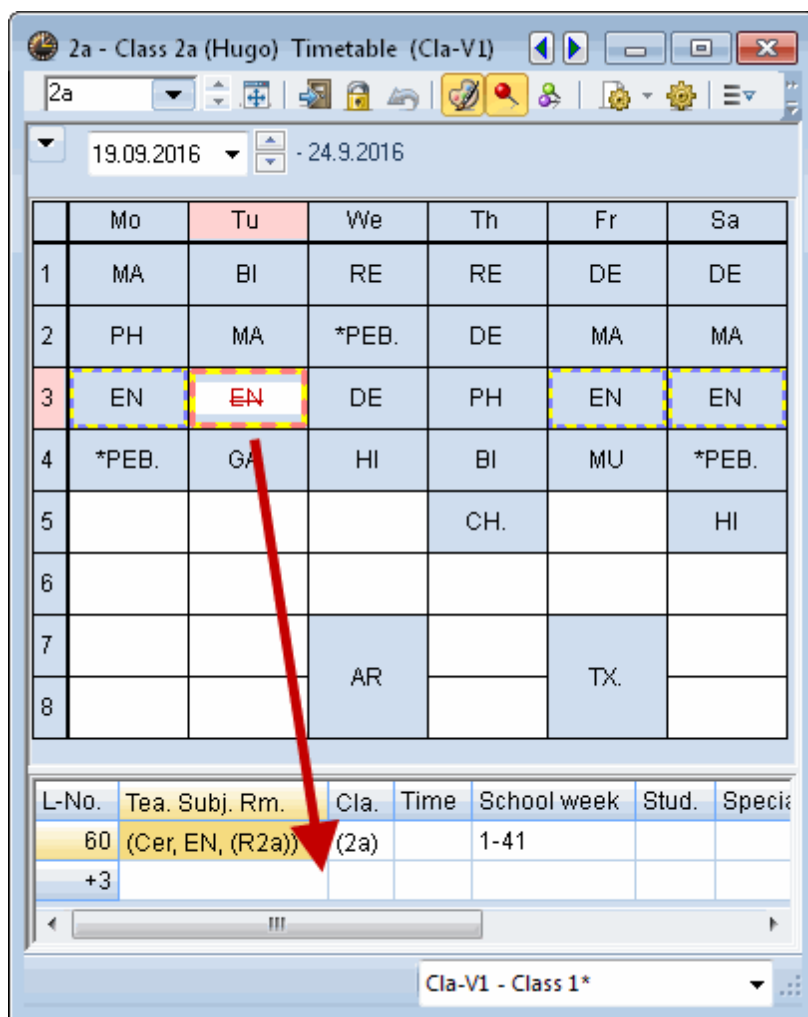 2a - Class 2a (Hugo) Timetable (Cla-V1)
2a
19.09.2016 - 24.9.2016
Mo Tu We Th Fr Sa
1 MA BI RE RE DE DE
2 PH MA *PEB. DE MA MA
3 EN EN DE PH EN EN
4 *PEB. GA HI BI MU *PEB.
5 CH. HI
6
7
AR TX.
8
L-No. Tea. Subj. Rm. Cla. Time School week Stud. Specia
60 (Cer, EN, (R2a)) (2a) 1-41
+3
Cla-V1 - Class 1*